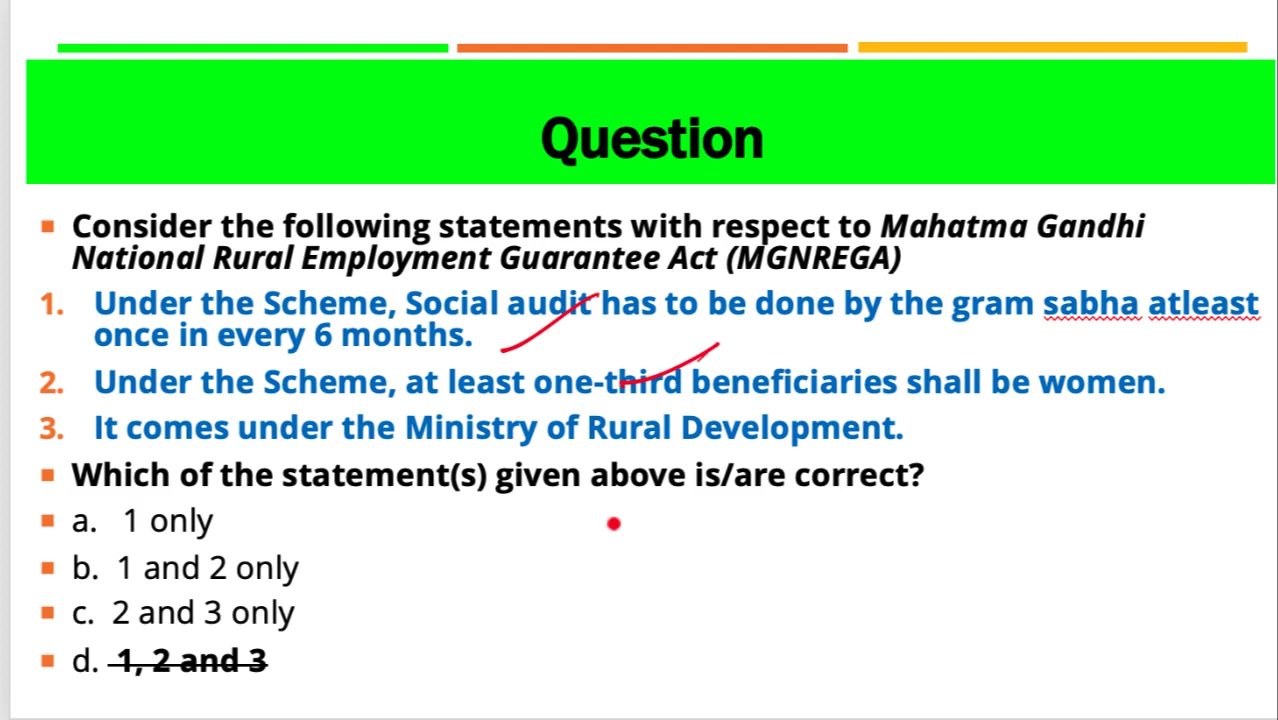 Question
Consider the following statements with respect to Mahatma Gandhi
National Rural Employment Guarantee Act (MGNREGA)
1. Under the Scheme, Social audit has to be done by the gram sabha atleast
once in every 6 months.
2. Under the Scheme, at least one-third beneficiaries shall be women.
3. It comes under the Ministry of Rural Development.
Which of the statement(s) given above is/are correct?
a. 1 only
b. 1 and 2 only
c. 2 and 3 only
d. 1, 2 and 3